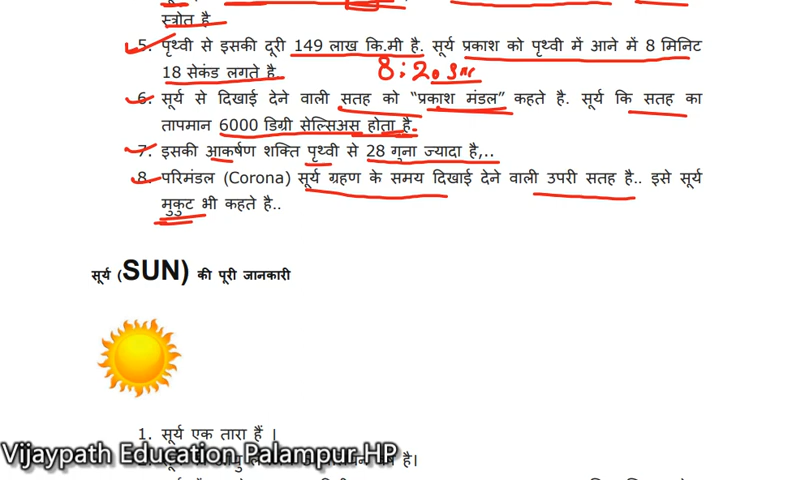 स्त्रोत है
5. पृथ्वी से इसकी दूरी 149 लाख कि.मी है. सूर्य प्रकाश को पृथ्वी में आने में 8 मिनिट
18 सेकंड लगते है.
8:20 sec
6. सूर्य से दिखाई देने वाली सतह को “प्रकाश मंडल” कहते है. सूर्य कि सतह का
तापमान 6000 डिग्री सेल्सिअस होता है.
7. इसकी आकर्षण शक्ति पृथ्वी से 28 गुना ज्यादा है,..
8. परिमंडल (Corona) सूर्य ग्रहण के समय दिखाई देने वाली उपरी सतह है.. इसे सूर्य
मुकुट भी कहते है..
सूर्य (SUN) की पूरी जानकारी
1. सूर्य एक तारा हैं ।
Vijaypath Education Palampur HP
है।